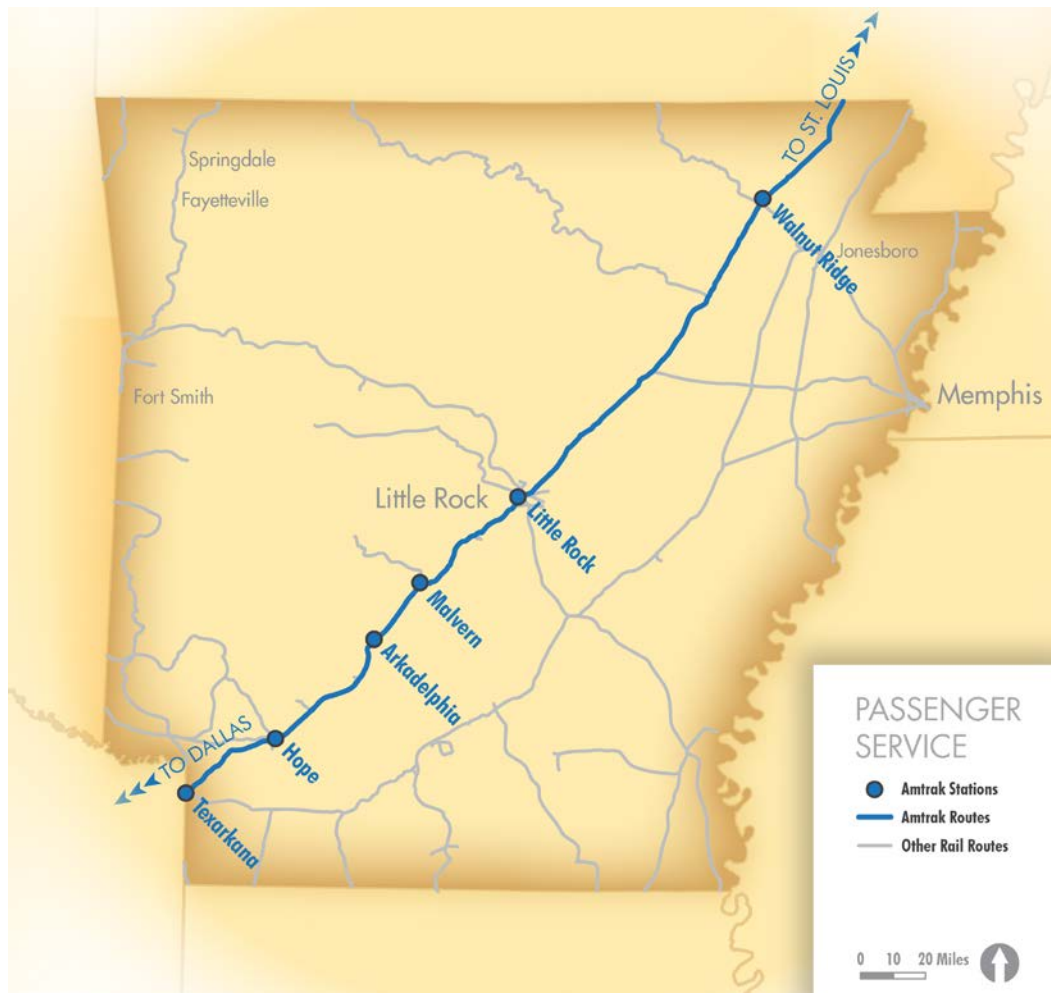 TO ST. LOUIS
Springdale
Fayetteville
Walnut Ridge
Jonesboro
Fort Smith
Memphis
Little Rock
Little Rock
Malvern
Arkadelphia
TO DALLAS
Hope
Texarkana
PASSENGER
SERVICE
Amtrak Stations
Amtrak Routes
Other Rail Routes
0 10 20 Miles